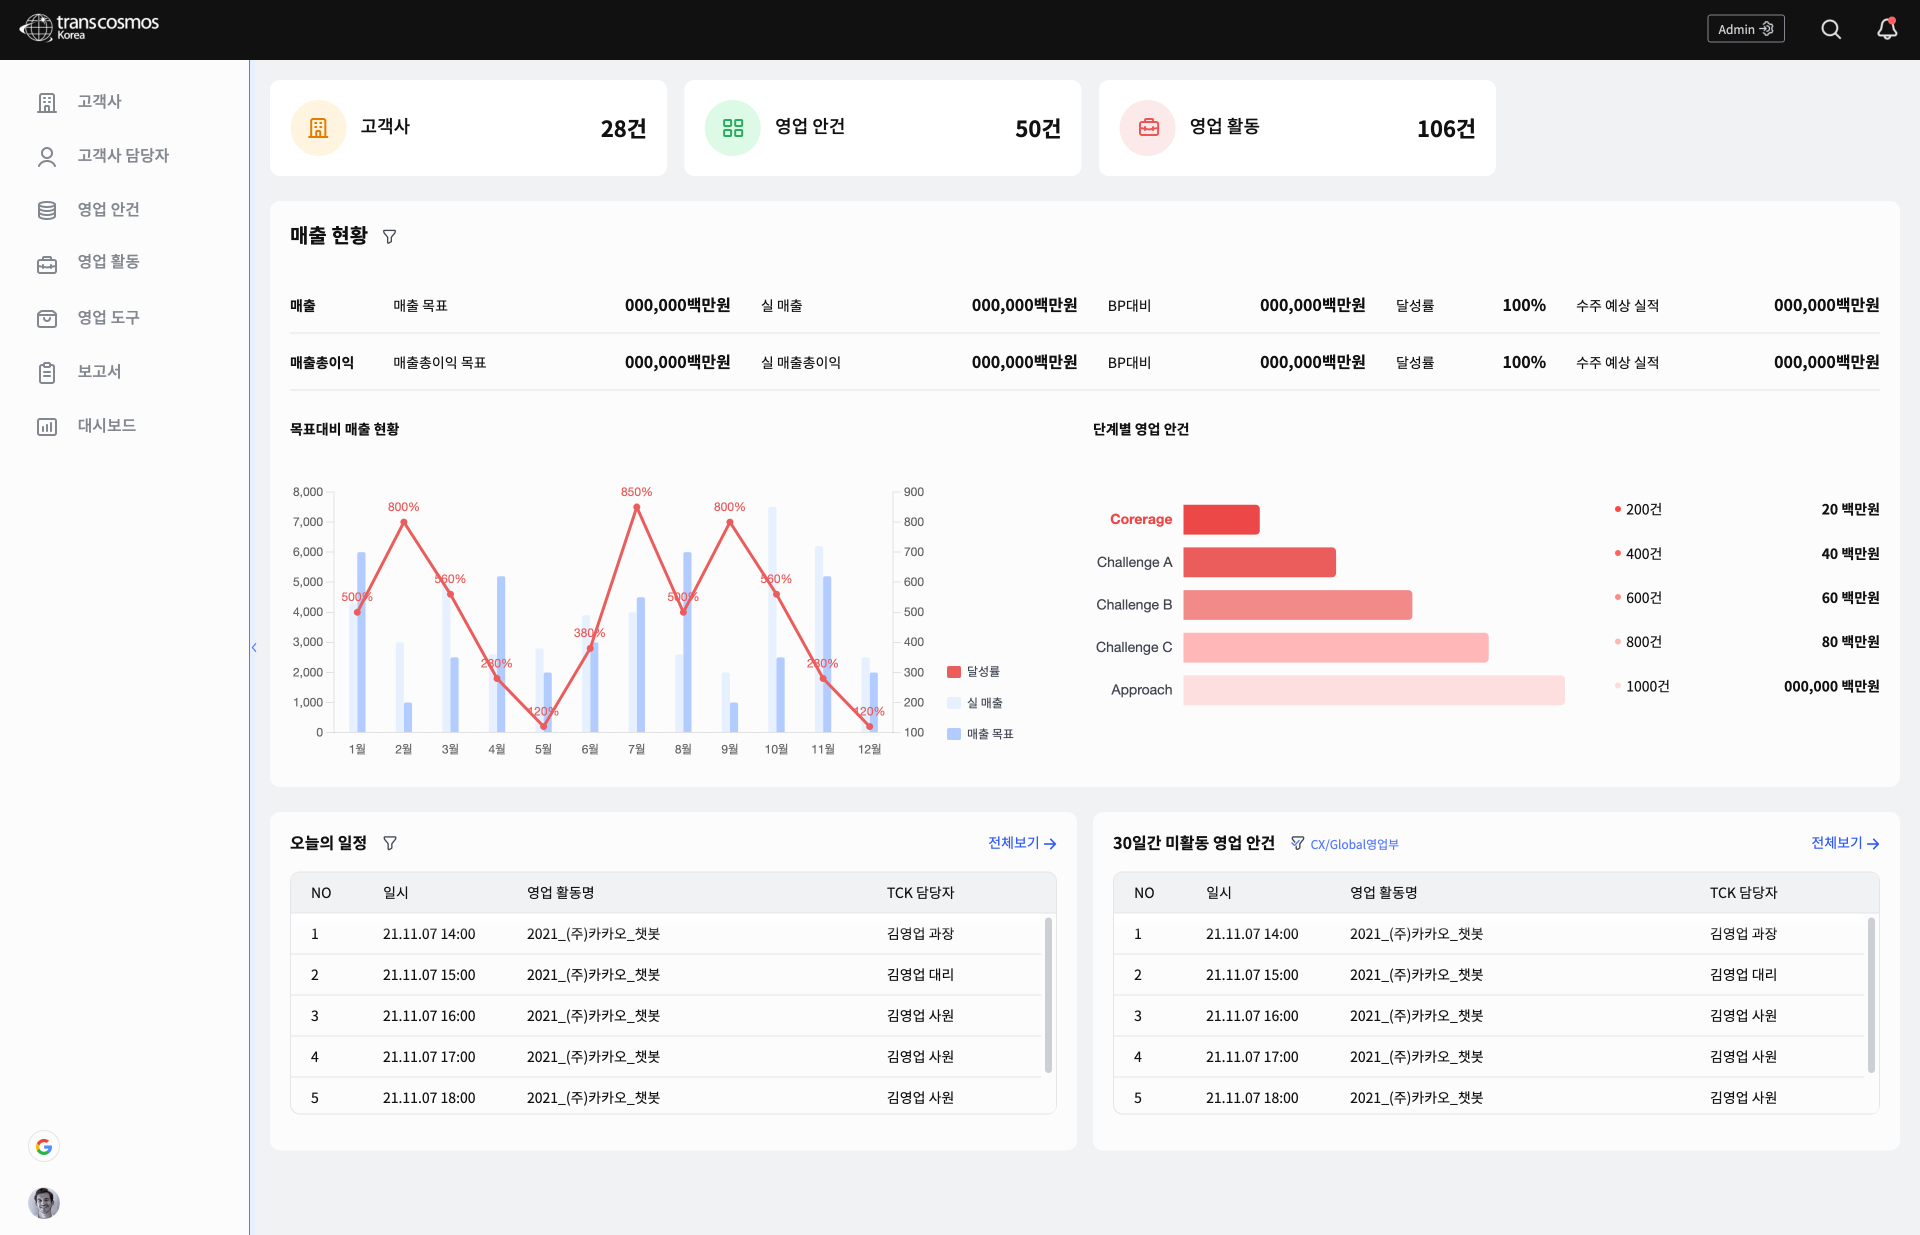 transcosmos
Korea
Admin
고객사
고객사 담당자
영업 안건
영업 활동
영업 도구
보고서
대시보드
고객사 28건
영업 안건 50건
영업 활동 106건
매출 현황
매출 매출 목표 000,000백만원 실 매출 000,000백만원 BP대비 000,000백만원 달성률 100% 수주 예상 실적 000,000백만원
매출총이익 매출총이익 목표 000,000백만원 실 매출총이익 000,000백만원 BP대비 000,000백만원 달성률 100% 수주 예상 실적 000,000백만원
목표대비 매출 현황
8,000
7,000
6,000
5,000
4,000
3,000
2,000
1,000
0
500%
800%
560%
280%
120%
380%
850%
500%
800%
560%
280%
120%
900
800
700
600
500
400
300
200
100
1월 2월 3월 4월 5월 6월 7월 8월 9월 10월 11월 12월
달성률
실 매출
매출 목표
단계별 영업 안건
Corerage 200건 20 백만원
Challenge A 400건 40 백만원
Challenge B 600건 60 백만원
Challenge C 800건 80 백만원
Approach 1000건 000,000 백만원
오늘의 일정 전체보기
NO 일시 영업 활동명 TCK 담당자
1 21.11.07 14:00 2021_(주)카카오_챗봇 김영업 과장
2 21.11.07 15:00 2021_(주)카카오_챗봇 김영업 대리
3 21.11.07 16:00 2021_(주)카카오_챗봇 김영업 사원
4 21.11.07 17:00 2021_(주)카카오_챗봇 김영업 사원
5 21.11.07 18:00 2021_(주)카카오_챗봇 김영업 사원
30일간 미활동 영업 안건 CX/Global영업부 전체보기
NO 일시 영업 활동명 TCK 담당자
1 21.11.07 14:00 2021_(주)카카오_챗봇 김영업 과장
2 21.11.07 15:00 2021_(주)카카오_챗봇 김영업 대리
3 21.11.07 16:00 2021_(주)카카오_챗봇 김영업 사원
4 21.11.07 17:00 2021_(주)카카오_챗봇 김영업 사원
5 21.11.07 18:00 2021_(주)카카오_챗봇 김영업 사원